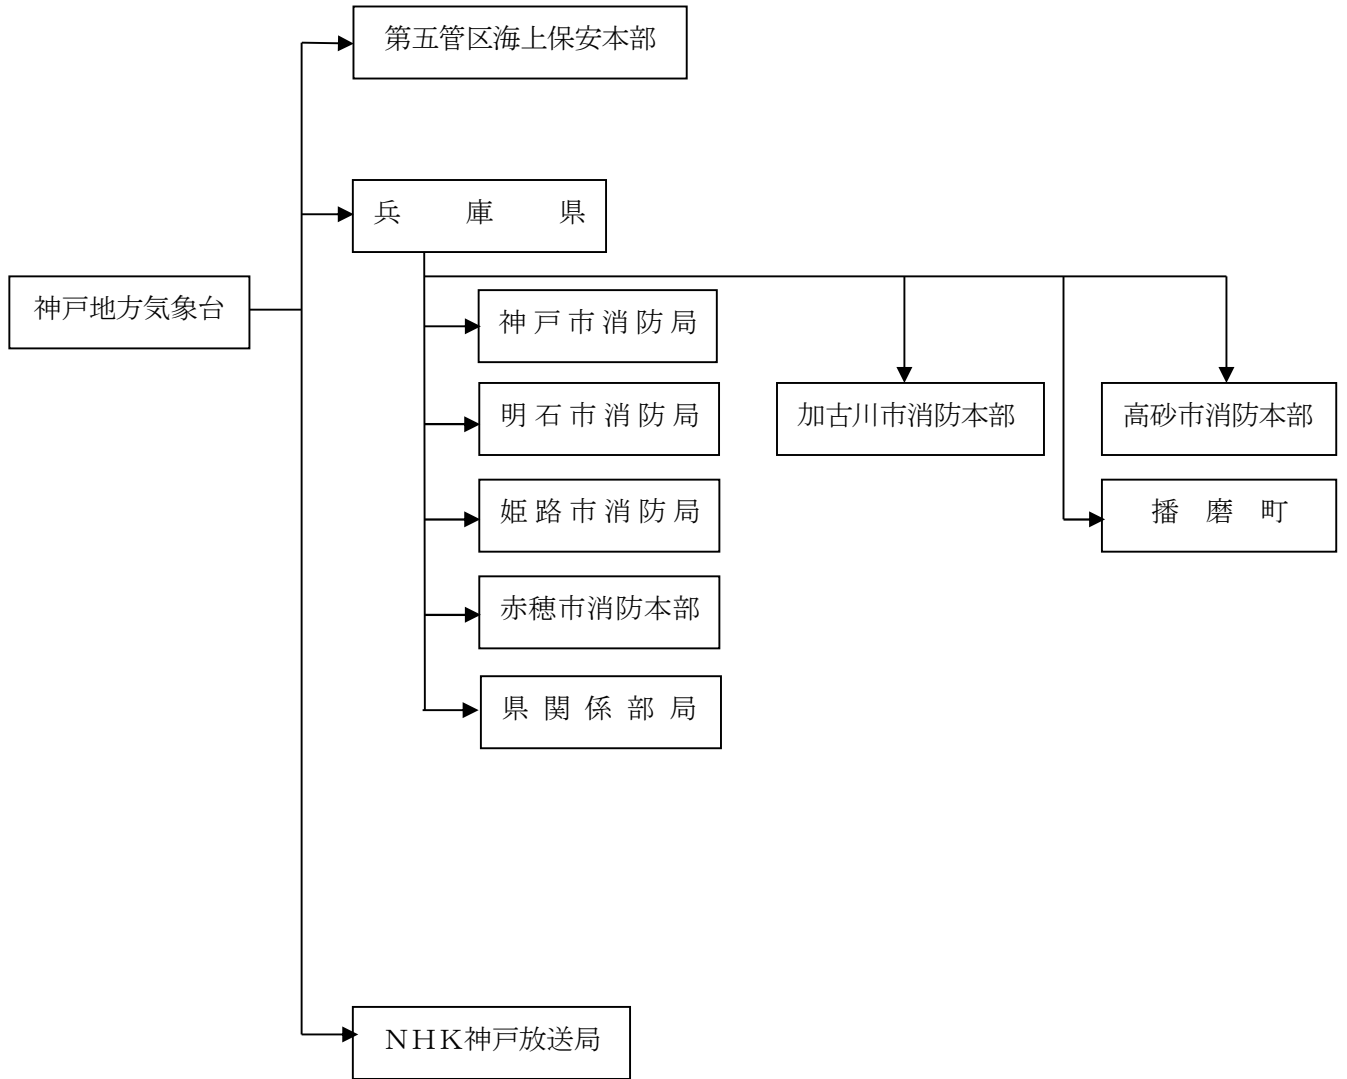 第五管区海上保安本部
兵　庫　県
神戸地方気象台
神戸市消防局
明石市消防局
加古川市消防本部
高砂市消防本部
姫路市消防局
播　磨　町
赤穂市消防本部
県関係部局
ＮＨＫ神戸放送局